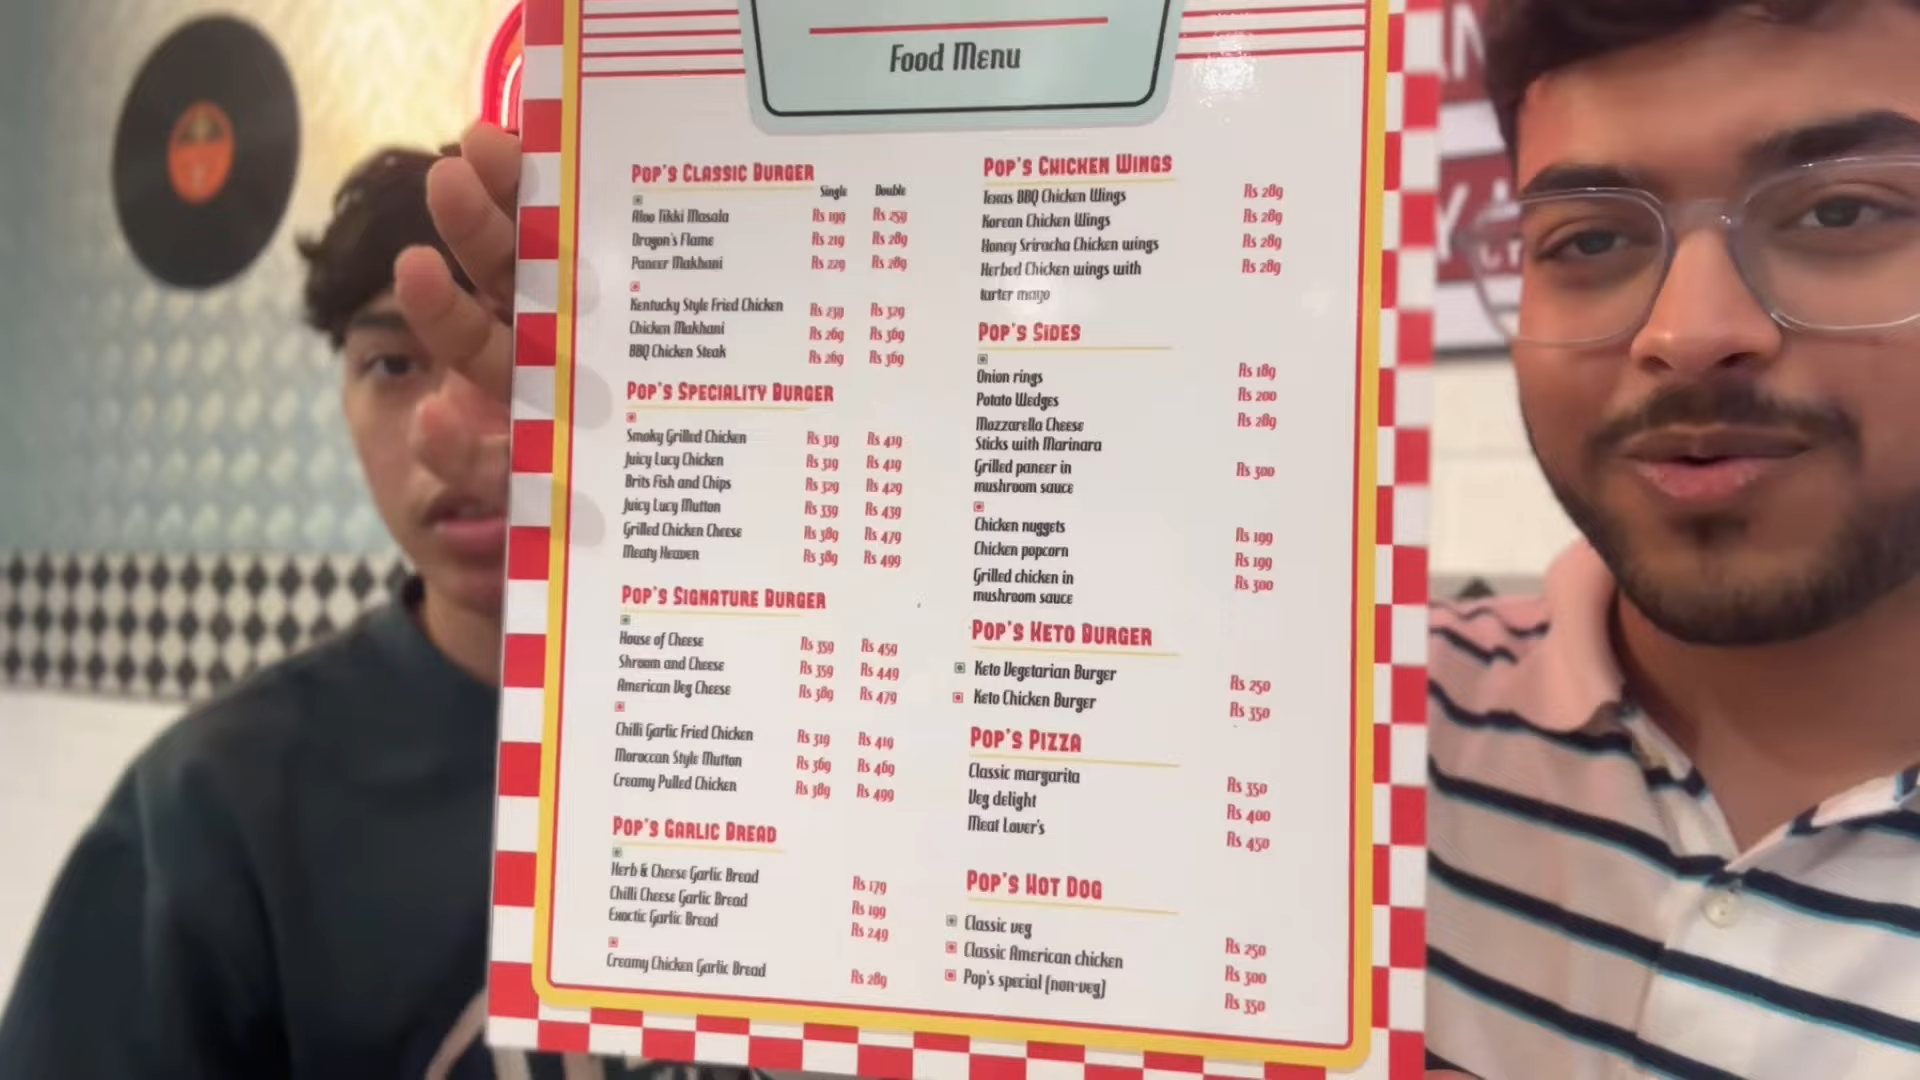 Food Menu
Pop's Classic Burger
Single Double
Aloo Tikki Masala Rs 199 Rs 259
Dragon's Flame Rs 219 Rs 289
Paneer Makhani Rs 229 Rs 289
Kentucky Style Fried Chicken Rs 239 Rs 329
Chicken Makhani Rs 269 Rs 369
BBQ Chicken Steak Rs 269 Rs 369
Pop's Speciality Burger
Smoky Grilled Chicken Rs 319 Rs 419
Juicy Lucy Chicken Rs 319 Rs 419
Brits Fish and Chips Rs 329 Rs 429
Juicy Lucy Mutton Rs 339 Rs 439
Grilled Chicken Cheese Rs 389 Rs 479
Meaty Heaven Rs 389 Rs 499
Pop's Signature Burger
House of Cheese Rs 359 Rs 459
Shroom and Cheese Rs 359 Rs 449
American Veg Cheese Rs 389 Rs 479
Chilli Garlic Fried Chicken Rs 319 Rs 419
Moroccan Style Mutton Rs 369 Rs 469
Creamy Pulled Chicken Rs 389 Rs 499
Pop's Garlic Bread
Herb & Cheese Garlic Bread Rs 179
Chilli Cheese Garlic Bread Rs 199
Exoctic Garlic Bread Rs 249
Creamy Chicken Garlic Bread Rs 289
Pop's Chicken Wings
Texas BBQ Chicken Wings Rs 289
Korean Chicken Wings Rs 289
Honey Sriracha Chicken wings Rs 289
Herbed Chicken wings with Rs 289
tarter mayo
Pop's Sides
Onion rings Rs 189
Potato Wedges Rs 200
Mozzarella Cheese Rs 289
Sticks with Marinara
Grilled paneer in Rs 300
mushroom sauce
Chicken nuggets Rs 199
Chicken popcorn Rs 199
Grilled chicken in Rs 300
mushroom sauce
Pop's Keto Burger
Keto Vegetarian Burger Rs 250
Keto Chicken Burger Rs 350
Pop's Pizza
Classic margarita Rs 350
Veg delight Rs 400
Meat Lover's Rs 450
Pop's Hot Dog
Classic veg Rs 250
Classic American chicken Rs 300
Pop's special (non-veg) Rs 350